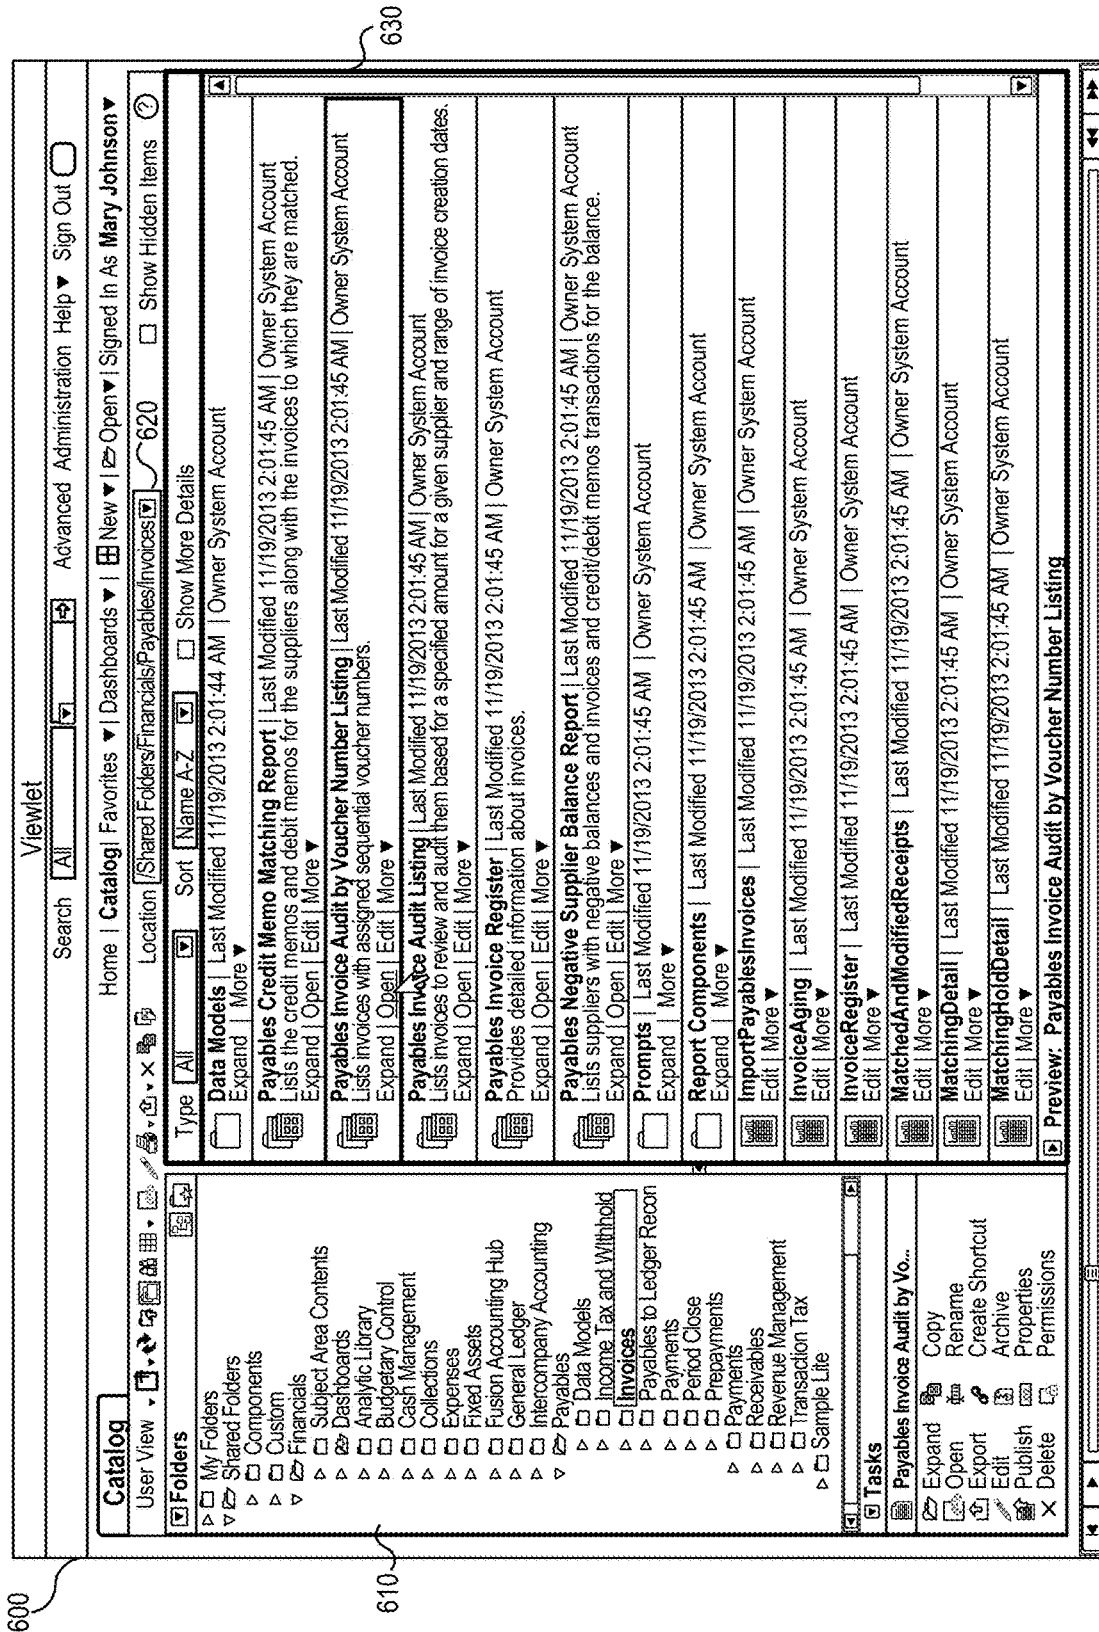 600
Viewlet
Search All Advanced Administration Help ▼ Sign Out
Catalog
Home | Catalog | Favorites ▼ | Dashboards ▼ | New ▼ | Open ▼ | Signed In As Mary Johnson ▼
User View
Location /Shared Folders/Financials/Payables/Invoices
620
Show Hidden Items ?
Folders
My Folders
Shared Folders
Components
Custom
Financials
Subject Area Contents
Dashboards
Analytic Library
Budgetary Control
Cash Management
Collections
Expenses
Fixed Assets
Fusion Accounting Hub
General Ledger
Intercompany Accounting
Payables
Data Models
Income Tax and Withhold
Invoices
Payables to Ledger Recon
Payments
Period Close
Prepayments
Payments
Receivables
Revenue Management
Transaction Tax
Sample Lite
610
Tasks
Payables Invoice Audit by Vo...
Expand Copy
Open Rename
Export Create Shortcut
Edit Archive
Publish Properties
Delete Permissions
Type All Sort Name A-Z Show More Details
630
Data Models | Last Modified 11/19/2013 2:01:44 AM | Owner System Account
Expand | More ▼
Payables Credit Memo Matching Report | Last Modified 11/19/2013 2:01:45 AM | Owner System Account
Lists the credit memos and debit memos for the suppliers along with the invoices to which they are matched.
Expand | Open | Edit | More ▼
Payables Invoice Audit by Voucher Number Listing | Last Modified 11/19/2013 2:01:45 AM | Owner System Account
Lists invoices with assigned sequential voucher numbers.
Expand | Open | Edit | More ▼
Payables Invoice Audit Listing | Last Modified 11/19/2013 2:01:45 AM | Owner System Account
Lists invoices to review and audit them based for a specified amount for a given supplier and range of invoice creation dates.
Expand | Open | Edit | More ▼
Payables Invoice Register | Last Modified 11/19/2013 2:01:45 AM | Owner System Account
Provides detailed information about invoices.
Expand | Open | Edit | More ▼
Payables Negative Supplier Balance Report | Last Modified 11/19/2013 2:01:45 AM | Owner System Account
Lists suppliers with negative balances and invoices and credit/debit memos transactions for the balance.
Expand | Open | Edit | More ▼
Prompts | Last Modified 11/19/2013 2:01:45 AM | Owner System Account
Expand | More ▼
Report Components | Last Modified 11/19/2013 2:01:45 AM | Owner System Account
Expand | More ▼
ImportPayablesInvoices | Last Modified 11/19/2013 2:01:45 AM | Owner System Account
Edit | More ▼
InvoiceAging | Last Modified 11/19/2013 2:01:45 AM | Owner System Account
Edit | More ▼
InvoiceRegister | Last Modified 11/19/2013 2:01:45 AM | Owner System Account
Edit | More ▼
MatchedAndModifiedReceipts | Last Modified 11/19/2013 2:01:45 AM | Owner System Account
Edit | More ▼
MatchingDetail | Last Modified 11/19/2013 2:01:45 AM | Owner System Account
Edit | More ▼
MatchingHoldDetail | Last Modified 11/19/2013 2:01:45 AM | Owner System Account
Edit | More ▼
Preview: Payables Invoice Audit by Voucher Number Listing